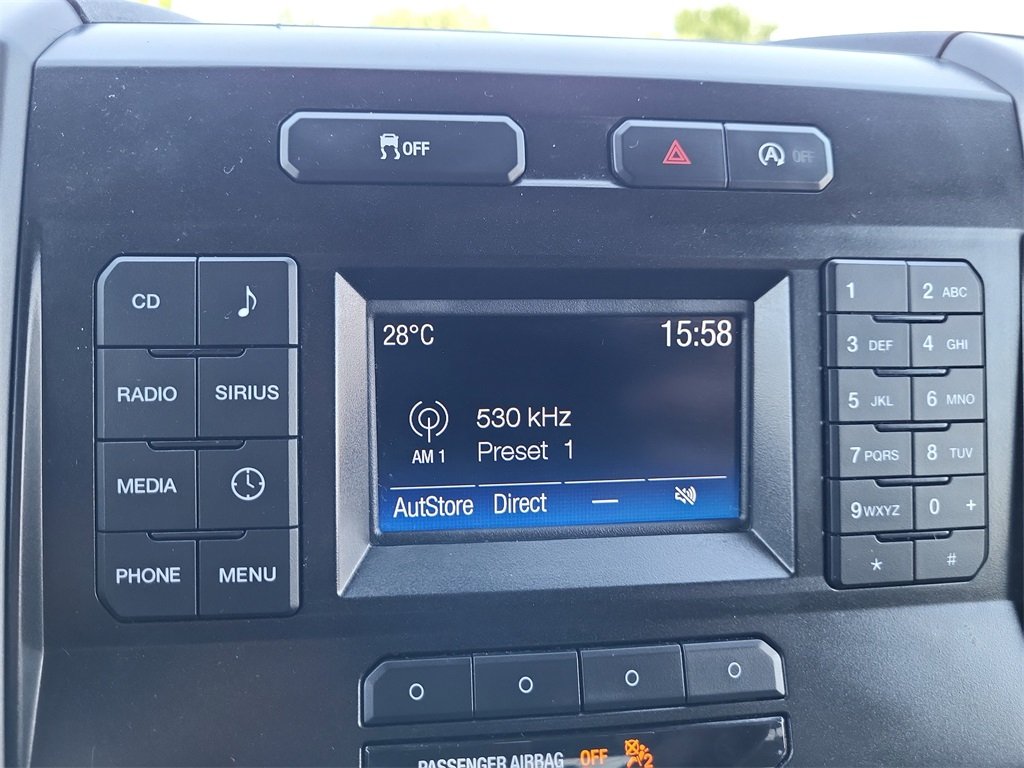 OFF
A OFF
CD
RADIO SIRIUS
MEDIA
PHONE MENU
28°C 15:58
530 kHz
AM 1 Preset 1
AutStore Direct —
1 2 ABC
3 DEF 4 GHI
5 JKL 6 MNO
7 PQRS 8 TUV
9 WXYZ 0 +
* #
PASSENGER AIRBAG OFF 2